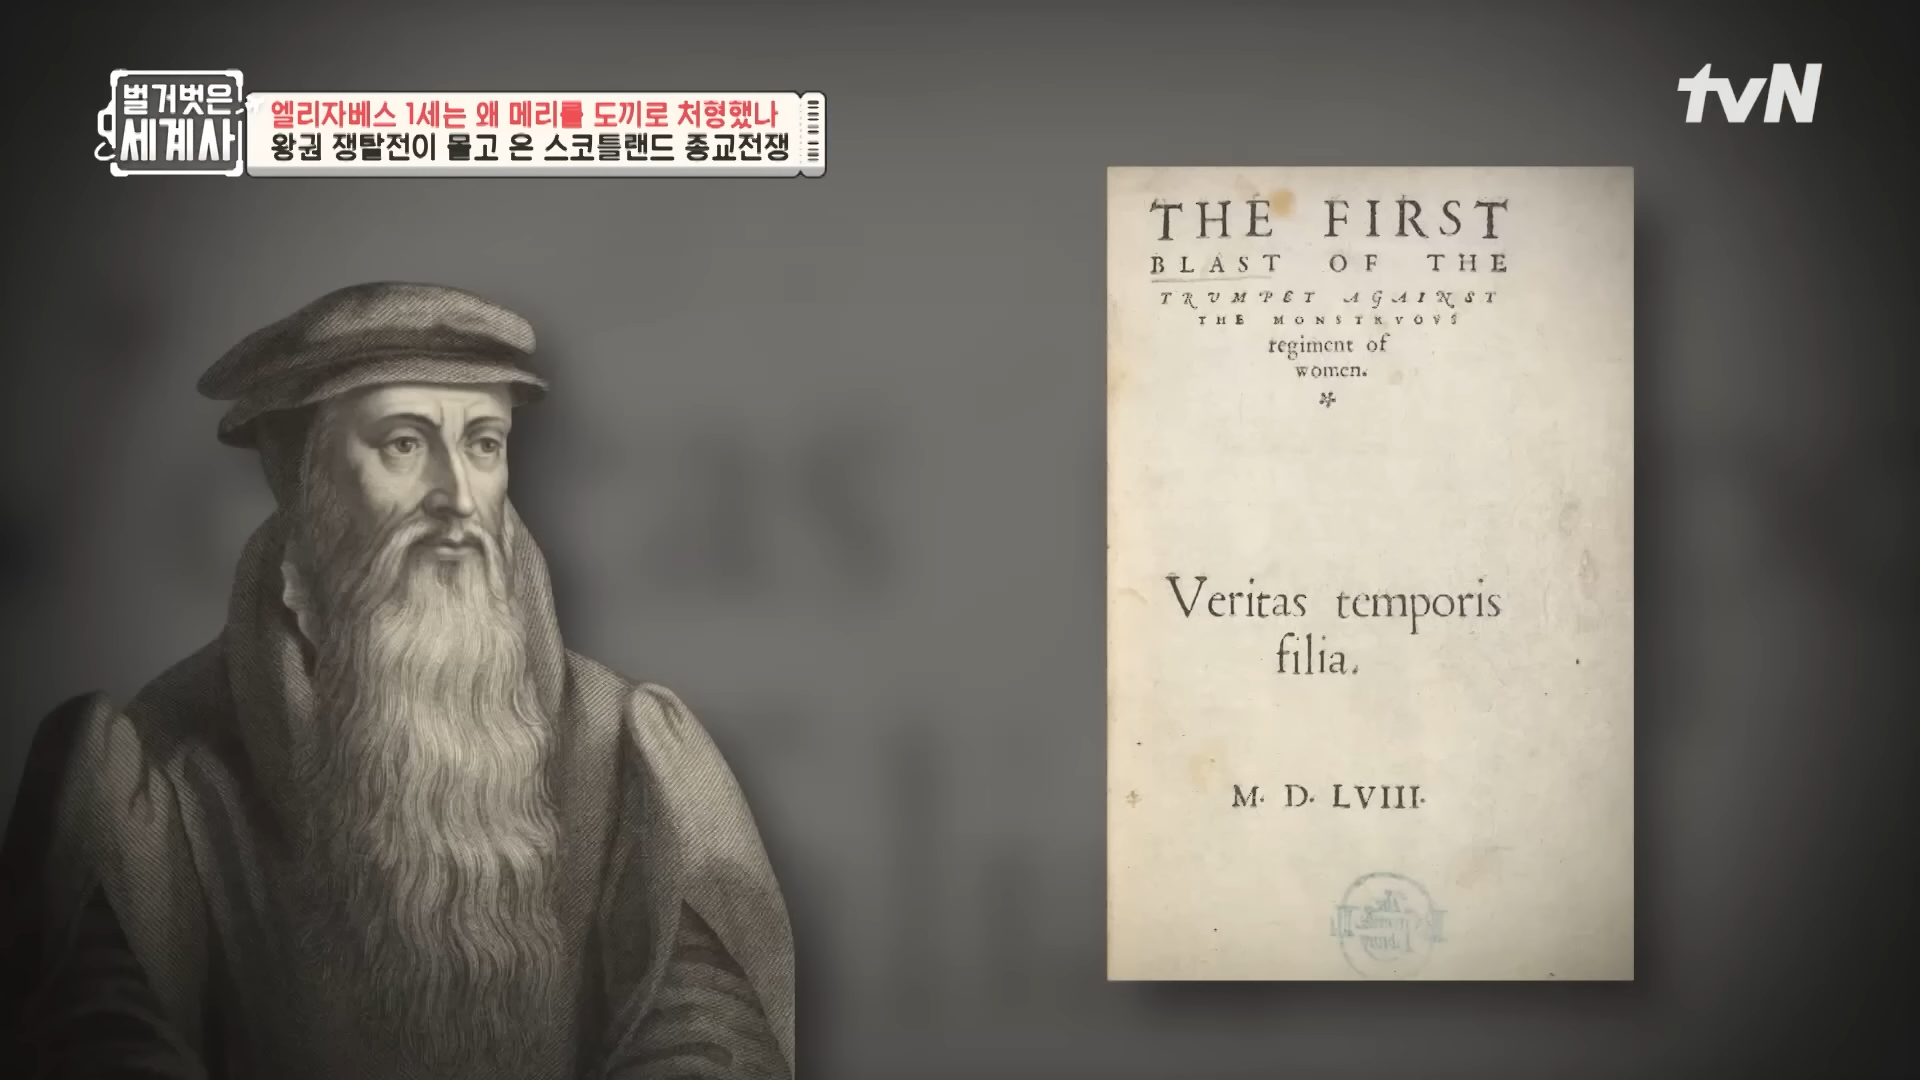 벌거벗은
세계사
엘리자베스 1세는 왜 메리를 도끼로 처형했나
왕권 쟁탈전이 몰고 온 스코틀랜드 종교전쟁
tvN
THE FIRST
BLAST OF THE
TRVMPET AGAINST
THE MONSTRVOVS
regiment of
women.
Veritas temporis
filia.
M. D. LVIII.